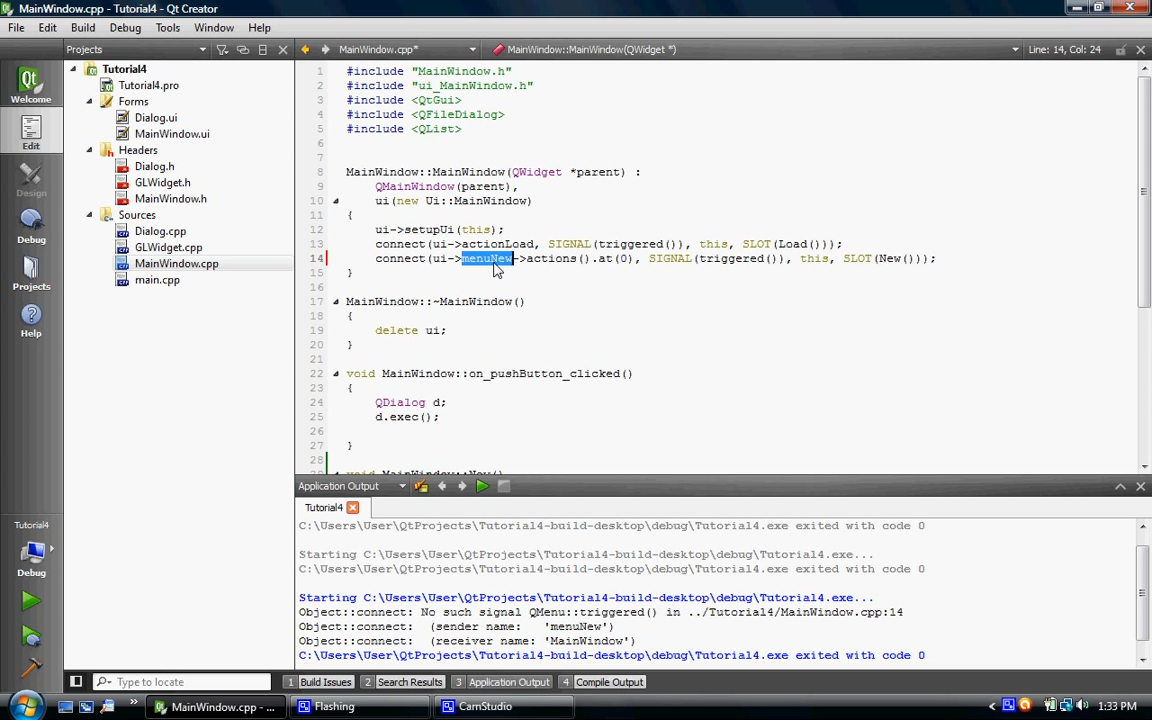 MainWindow.cpp - Tutorial4 - Qt Creator
File Edit Build Debug Tools Window Help
Projects MainWindow.cpp* MainWindow::MainWindow(QWidget *) Line: 14, Col: 24
Welcome
Edit
Design
Debug
Projects
Help
Tutorial4
Debug
Tutorial4
Tutorial4.pro
Forms
Dialog.ui
MainWindow.ui
Headers
Dialog.h
GLWidget.h
MainWindow.h
Sources
Dialog.cpp
GLWidget.cpp
MainWindow.cpp
main.cpp
1 #include "MainWindow.h"
2 #include "ui_MainWindow.h"
3 #include <QtGui>
4 #include <QFileDialog>
5 #include <QList>
6
7
8 MainWindow::MainWindow(QWidget *parent) :
9 QMainWindow(parent),
10 ui(new Ui::MainWindow)
11 {
12 ui->setupUi(this);
13 connect(ui->actionLoad, SIGNAL(triggered()), this, SLOT(Load()));
14 connect(ui->menuNew->actions().at(0), SIGNAL(triggered()), this, SLOT(New()));
15 }
16
17 MainWindow::~MainWindow()
18 {
19 delete ui;
20 }
21
22 void MainWindow::on_pushButton_clicked()
23 {
24 QDialog d;
25 d.exec();
26
27 }
28
void MainWindow::New()
Application Output
Tutorial4
C:\Users\User\QtProjects\Tutorial4-build-desktop\debug\Tutorial4.exe exited with code 0
Starting C:\Users\User\QtProjects\Tutorial4-build-desktop\debug\Tutorial4.exe...
C:\Users\User\QtProjects\Tutorial4-build-desktop\debug\Tutorial4.exe exited with code 0
Starting C:\Users\User\QtProjects\Tutorial4-build-desktop\debug\Tutorial4.exe...
Object::connect: No such signal QMenu::triggered() in ../Tutorial4/MainWindow.cpp:14
Object::connect: (sender name: 'menuNew')
Object::connect: (receiver name: 'MainWindow')
C:\Users\User\QtProjects\Tutorial4-build-desktop\debug\Tutorial4.exe exited with code 0
Type to locate 1 Build Issues 2 Search Results 3 Application Output 4 Compile Output
MainWindow.cpp - ... Flashing CamStudio 1:33 PM